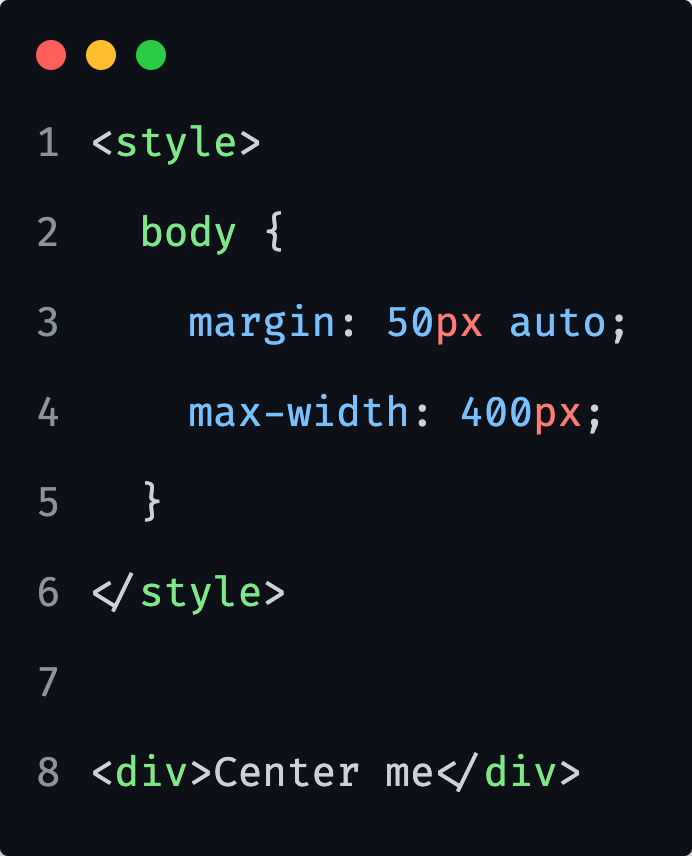 1 <style>
2   body {
3     margin: 50px auto;
4     max-width: 400px;
5   }
6 </style>
7
8 <div>Center me</div>